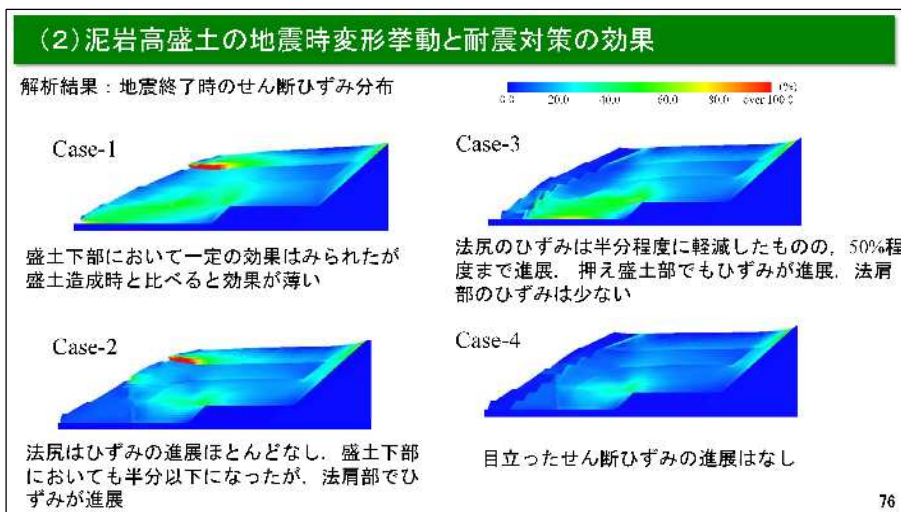 （2）泥岩高盛土の地震時変形挙動と耐震対策の効果
解析結果：地震終了時のせん断ひずみ分布
(%)
0.0 20.0 40.0 60.0 80.0 over 100.0
Case-1
盛土下部において一定の効果はみられたが
盛土造成時と比べると効果が薄い
Case-3
法尻のひずみは半分程度に軽減したものの，50%程
度まで進展．押え盛土部でもひずみが進展，法肩
部のひずみは少ない
Case-2
法尻はひずみの進展ほとんどなし．盛土下部
においても半分以下になったが，法肩部でひ
ずみが進展
Case-4
目立ったせん断ひずみの進展はなし
76